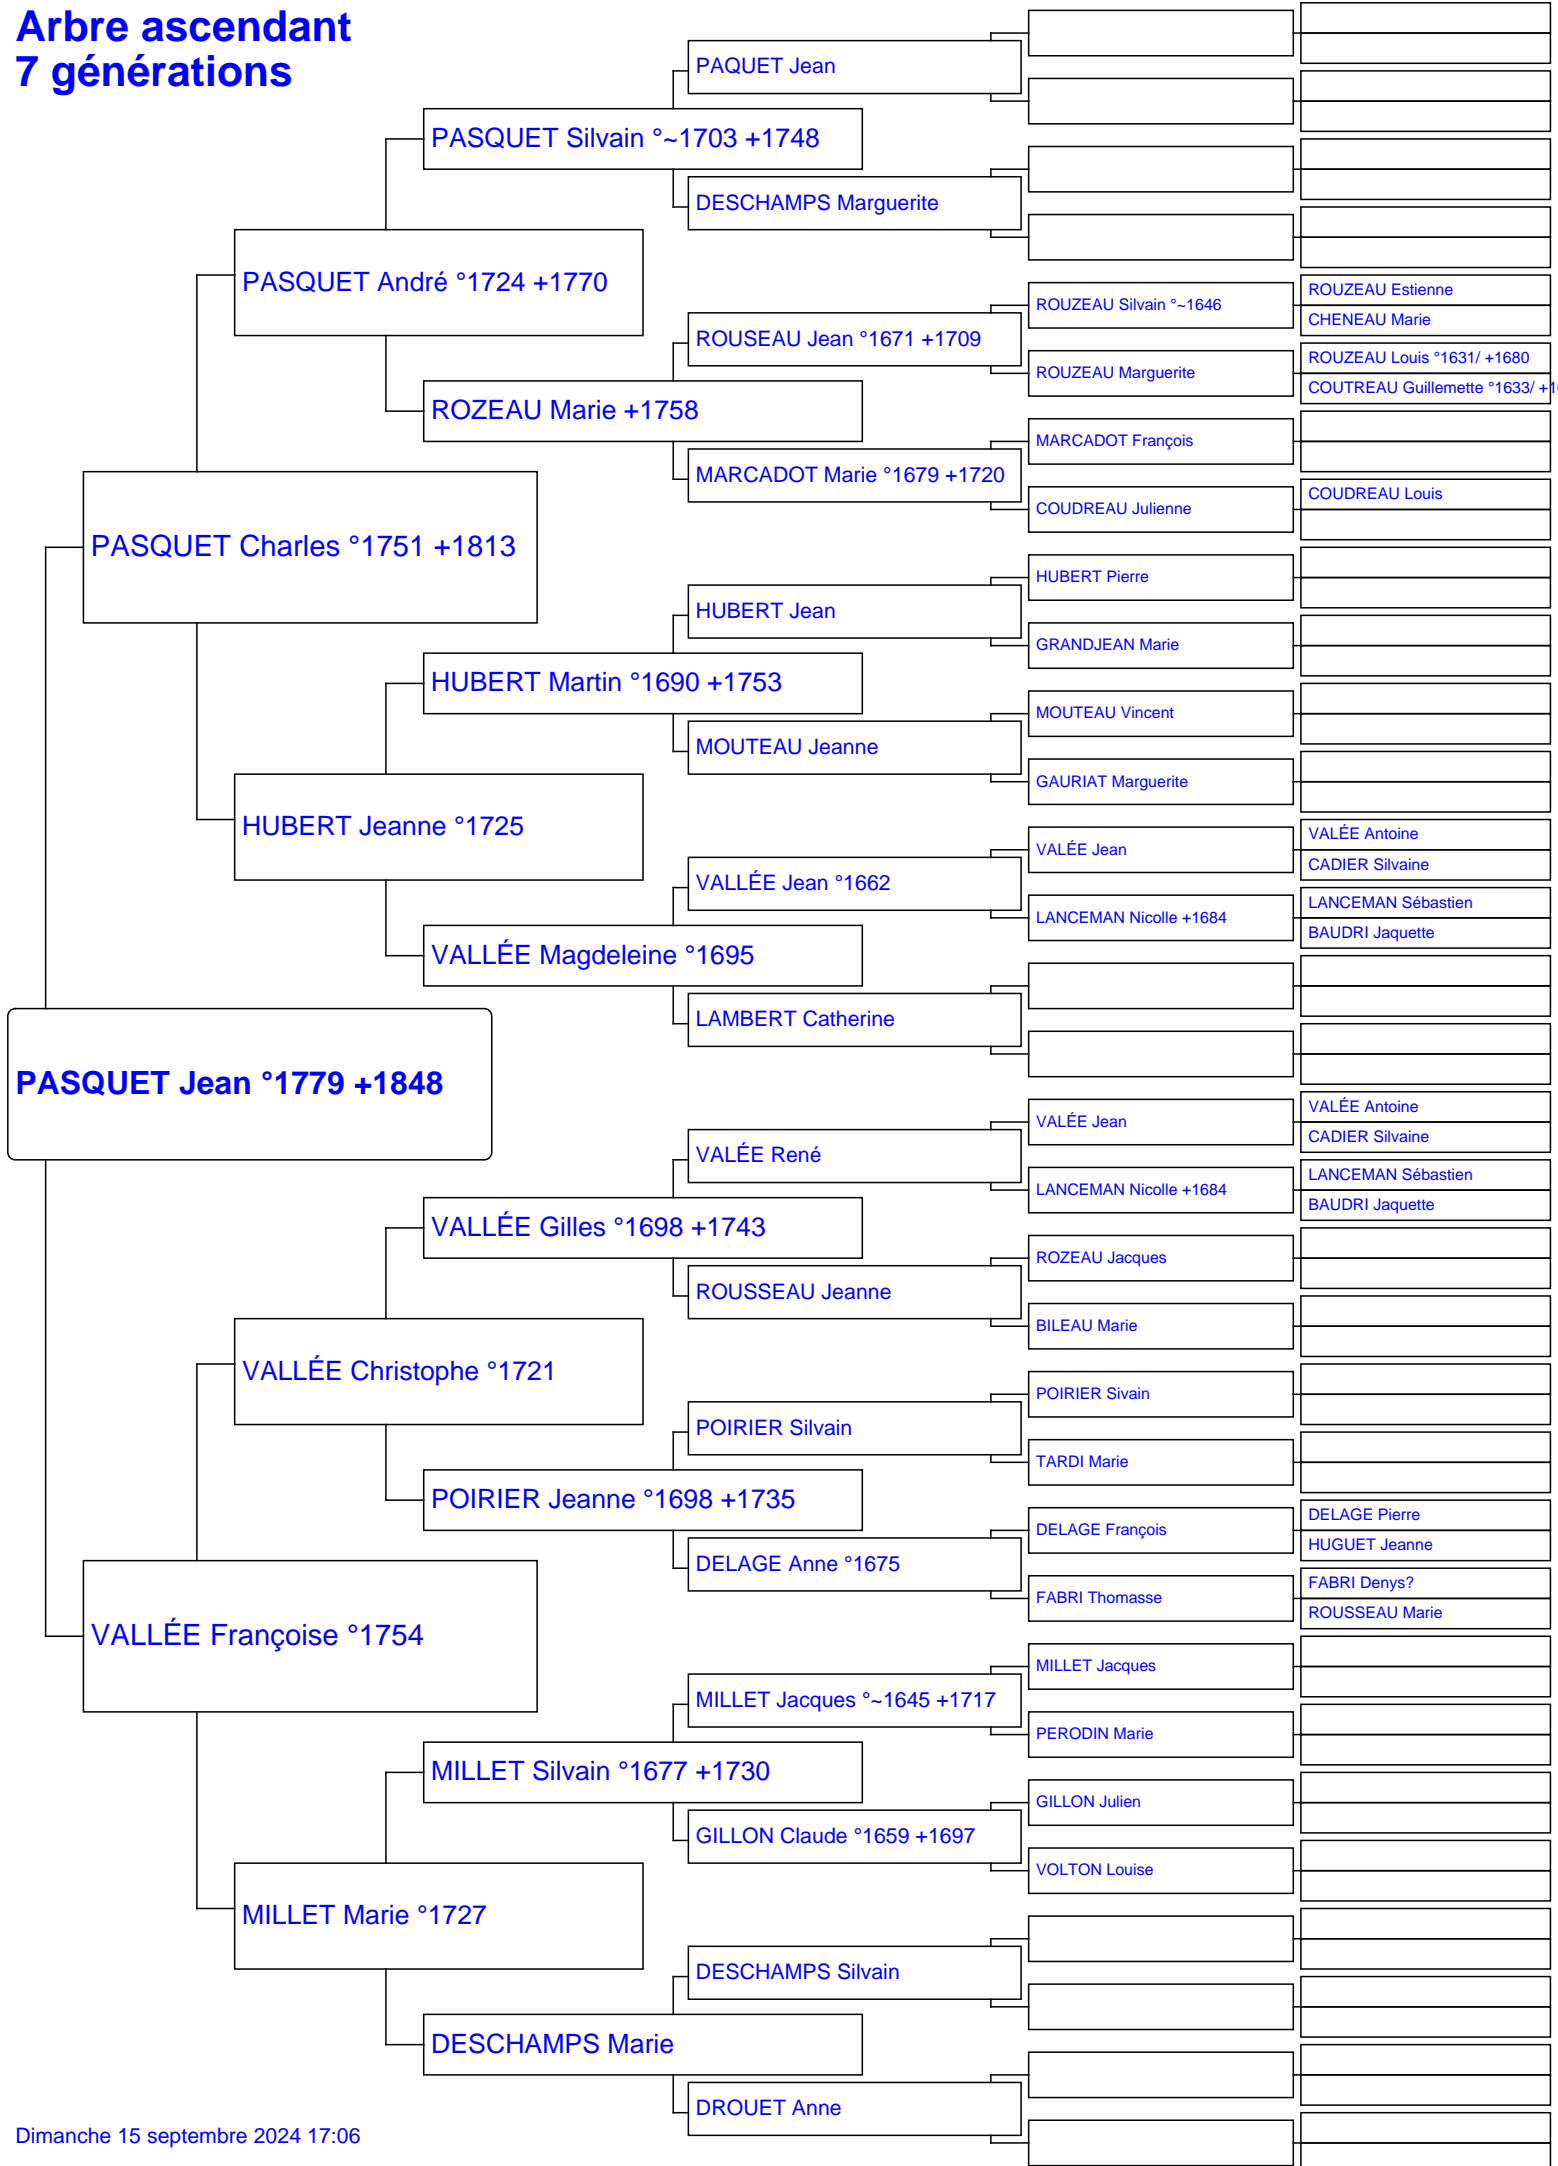 Arbre ascendant
7 générations
PASQUET Jean °1779 +1848
PASQUET Charles °1751 +1813
VALLÉE Françoise °1754
PASQUET André °1724 +1770
HUBERT Jeanne °1725
VALLÉE Christophe °1721
MILLET Marie °1727
PASQUET Silvain °~1703 +1748
ROZEAU Marie +1758
HUBERT Martin °1690 +1753
VALLÉE Magdeleine °1695
VALLÉE Gilles °1698 +1743
POIRIER Jeanne °1698 +1735
MILLET Silvain °1677 +1730
DESCHAMPS Marie
PAQUET Jean
DESCHAMPS Marguerite
ROUSEAU Jean °1671 +1709
MARCADOT Marie °1679 +1720
HUBERT Jean
MOUTEAU Jeanne
VALLÉE Jean °1662
LAMBERT Catherine
VALÉE René
ROUSSEAU Jeanne
POIRIER Silvain
DELAGE Anne °1675
MILLET Jacques °~1645 +1717
GILLON Claude °1659 +1697
DESCHAMPS Silvain
DROUET Anne
ROUZEAU Silvain °~1646
ROUZEAU Marguerite
MARCADOT François
COUDREAU Julienne
HUBERT Pierre
GRANDJEAN Marie
MOUTEAU Vincent
GAURIAT Marguerite
VALÉE Jean
LANCEMAN Nicolle +1684
VALÉE Jean
LANCEMAN Nicolle +1684
ROZEAU Jacques
BILEAU Marie
POIRIER Sivain
TARDI Marie
DELAGE François
FABRI Thomasse
MILLET Jacques
PERODIN Marie
GILLON Julien
VOLTON Louise
ROUZEAU Estienne
CHENEAU Marie
ROUZEAU Louis °1631/ +1680
COUTREAU Guillemette °1633/
COUDREAU Louis
VALÉE Antoine
CADIER Silvaine
LANCEMAN Sébastien
BAUDRI Jaquette
VALÉE Antoine
CADIER Silvaine
LANCEMAN Sébastien
BAUDRI Jaquette
DELAGE Pierre
HUGUET Jeanne
FABRI Denys?
ROUSSEAU Marie
Dimanche 15 septembre 2024 17:06